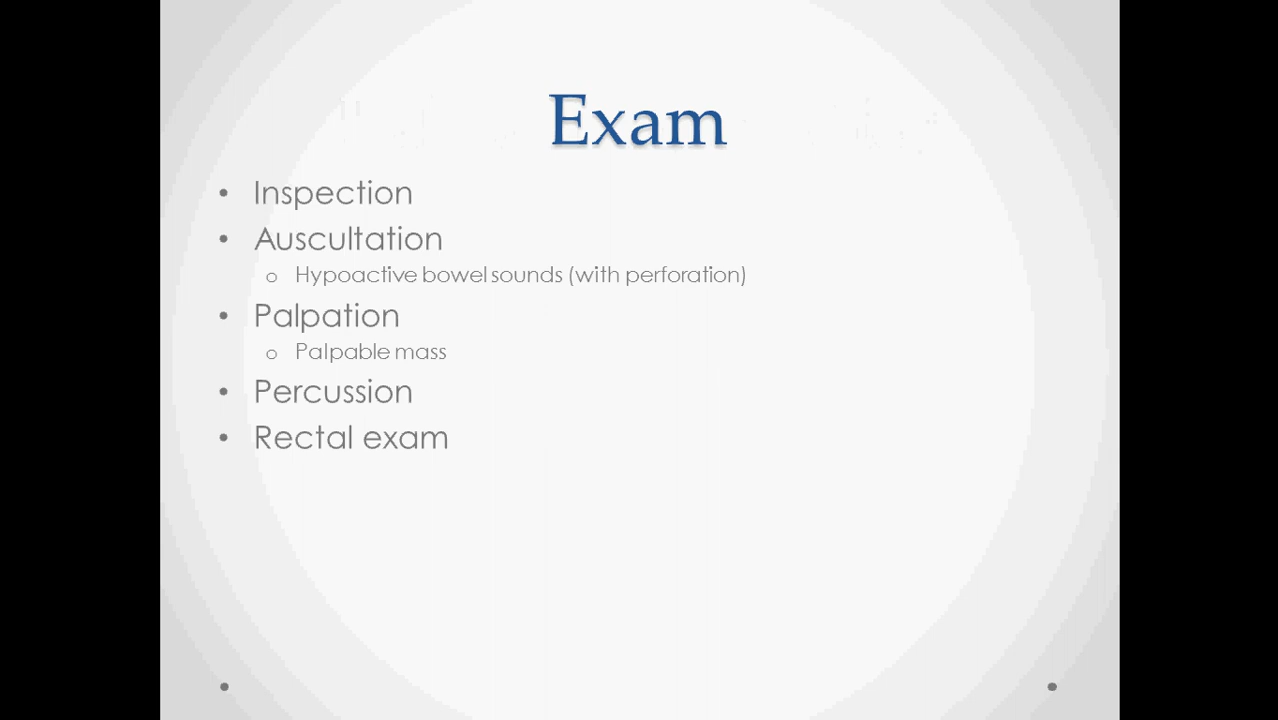 Exam
• Inspection
• Auscultation
o Hypoactive bowel sounds (with perforation)
• Palpation
o Palpable mass
• Percussion
• Rectal exam